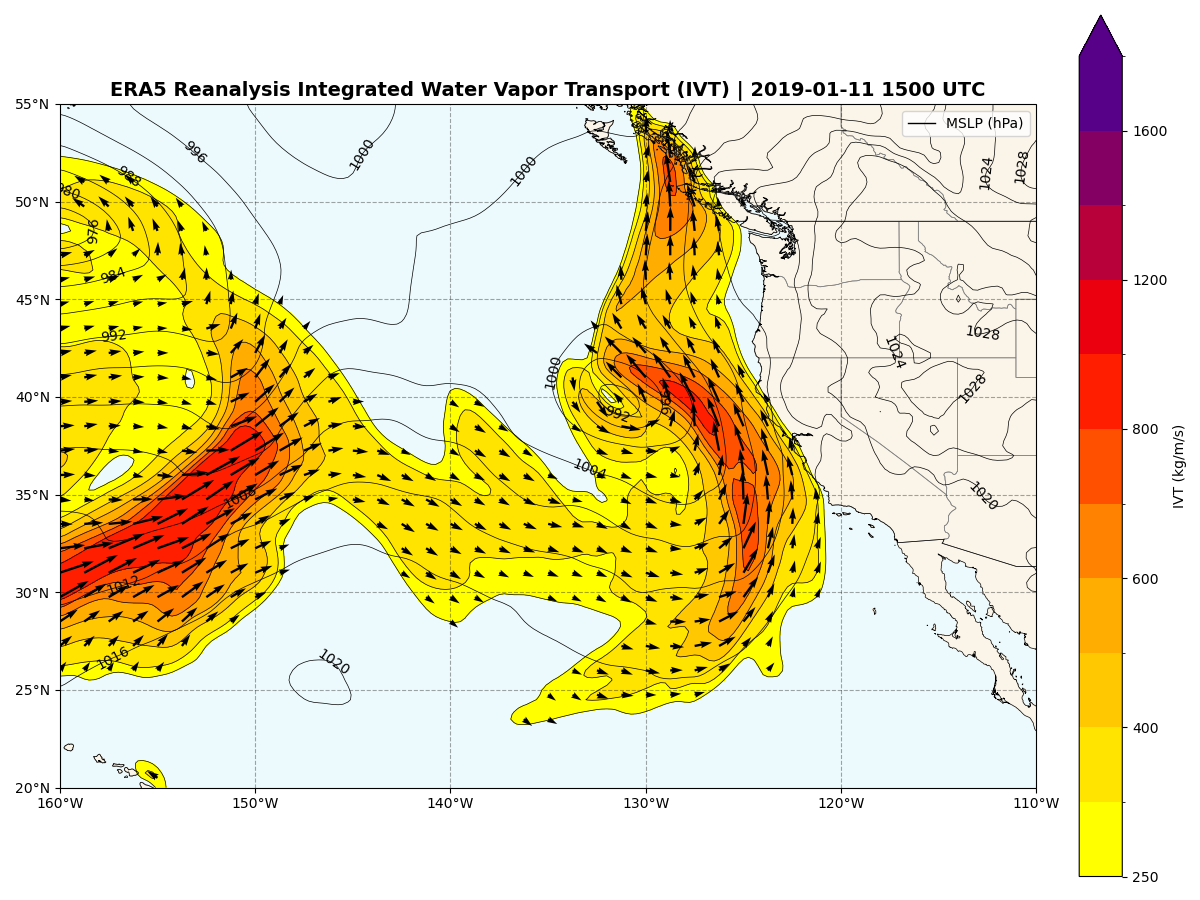 ERA5 Reanalysis Integrated Water Vapor Transport (IVT) | 2019-01-11 1500 UTC
MSLP (hPa)
55°N
50°N
45°N
40°N
35°N
30°N
25°N
20°N
160°W
150°W
140°W
130°W
120°W
110°W
996
1000
1000
1024
1028
988
980
976
984
992
1000
992
996
1004
1008
1012
1016
1020
1024
1028
1028
1020
1600
1200
800
600
400
250
IVT (kg/m/s)